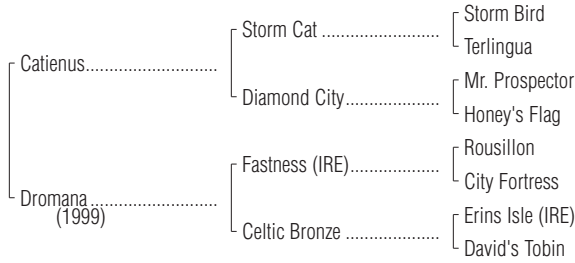 Storm Bird
Storm Cat ........................
Terlingua
Catienus...........................
Mr. Prospector
Diamond City...................
Honey's Flag
Rousillon
Fastness (IRE)..................
City Fortress
Dromana..........................
(1999)
Erins Isle (IRE)
Celtic Bronze ...................
David's Tobin